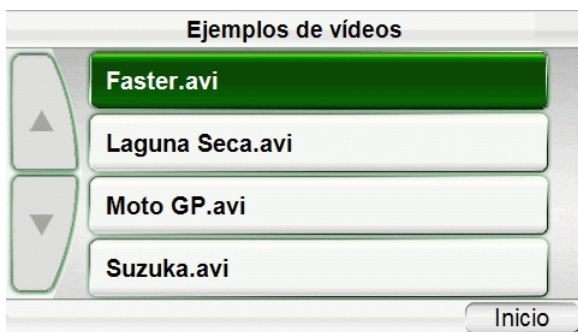 Ejemplos de vídeos
Faster.avi
Laguna Seca.avi
Moto GP.avi
Suzuka.avi
Inicio